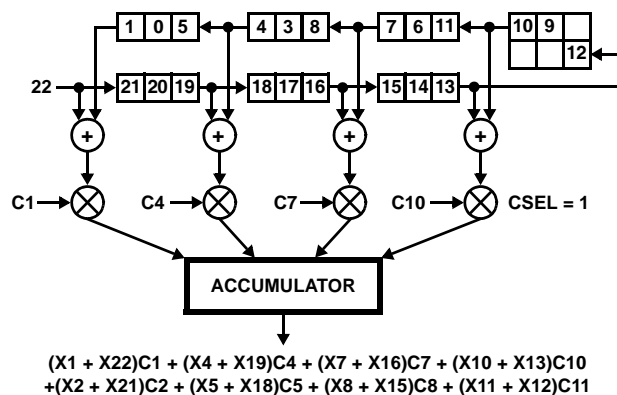 1 0 5 4 3 8 7 6 11 10 9
12
22 21 20 19 18 17 16 15 14 13
+ + + +
C1 C4 C7 C10 CSEL = 1
ACCUMULATOR
(X1 + X22)C1 + (X4 + X19)C4 + (X7 + X16)C7 + (X10 + X13)C10
+(X2 + X21)C2 + (X5 + X18)C5 + (X8 + X15)C8 + (X11 + X12)C11